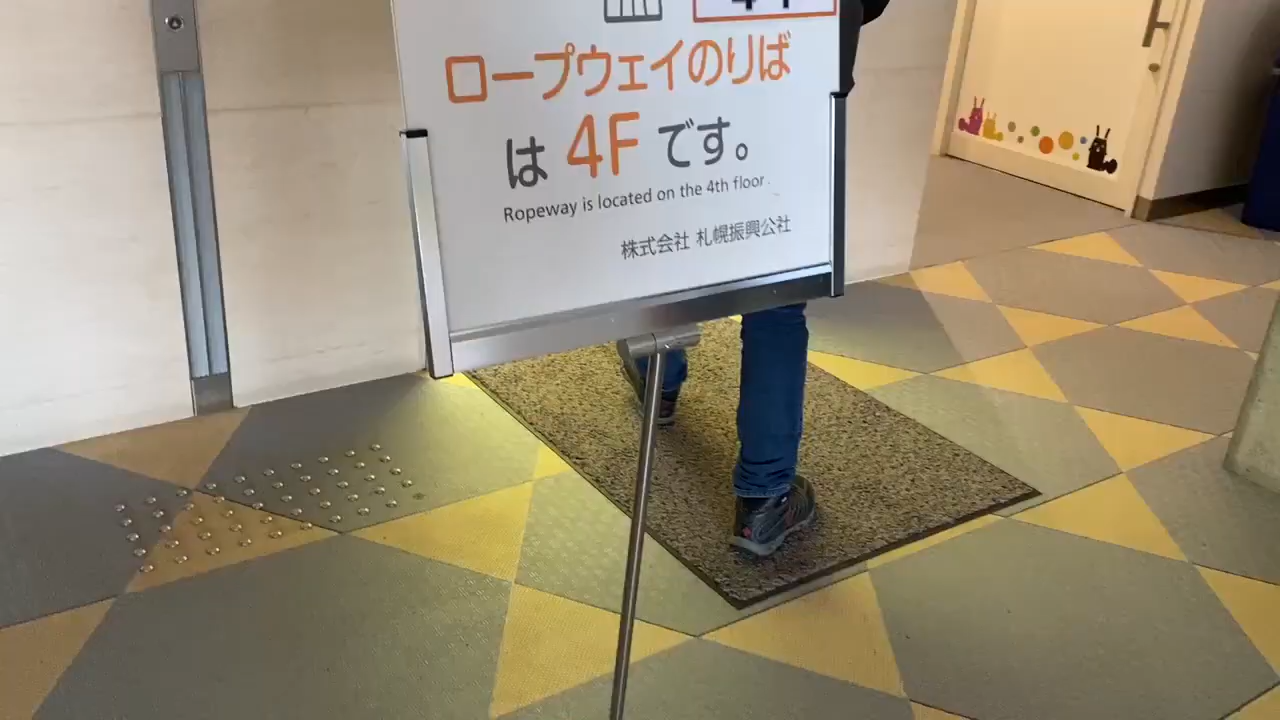 ロープウェイのりば
は 4F です。
Ropeway is located on the 4th floor.
株式会社 札幌振興公社